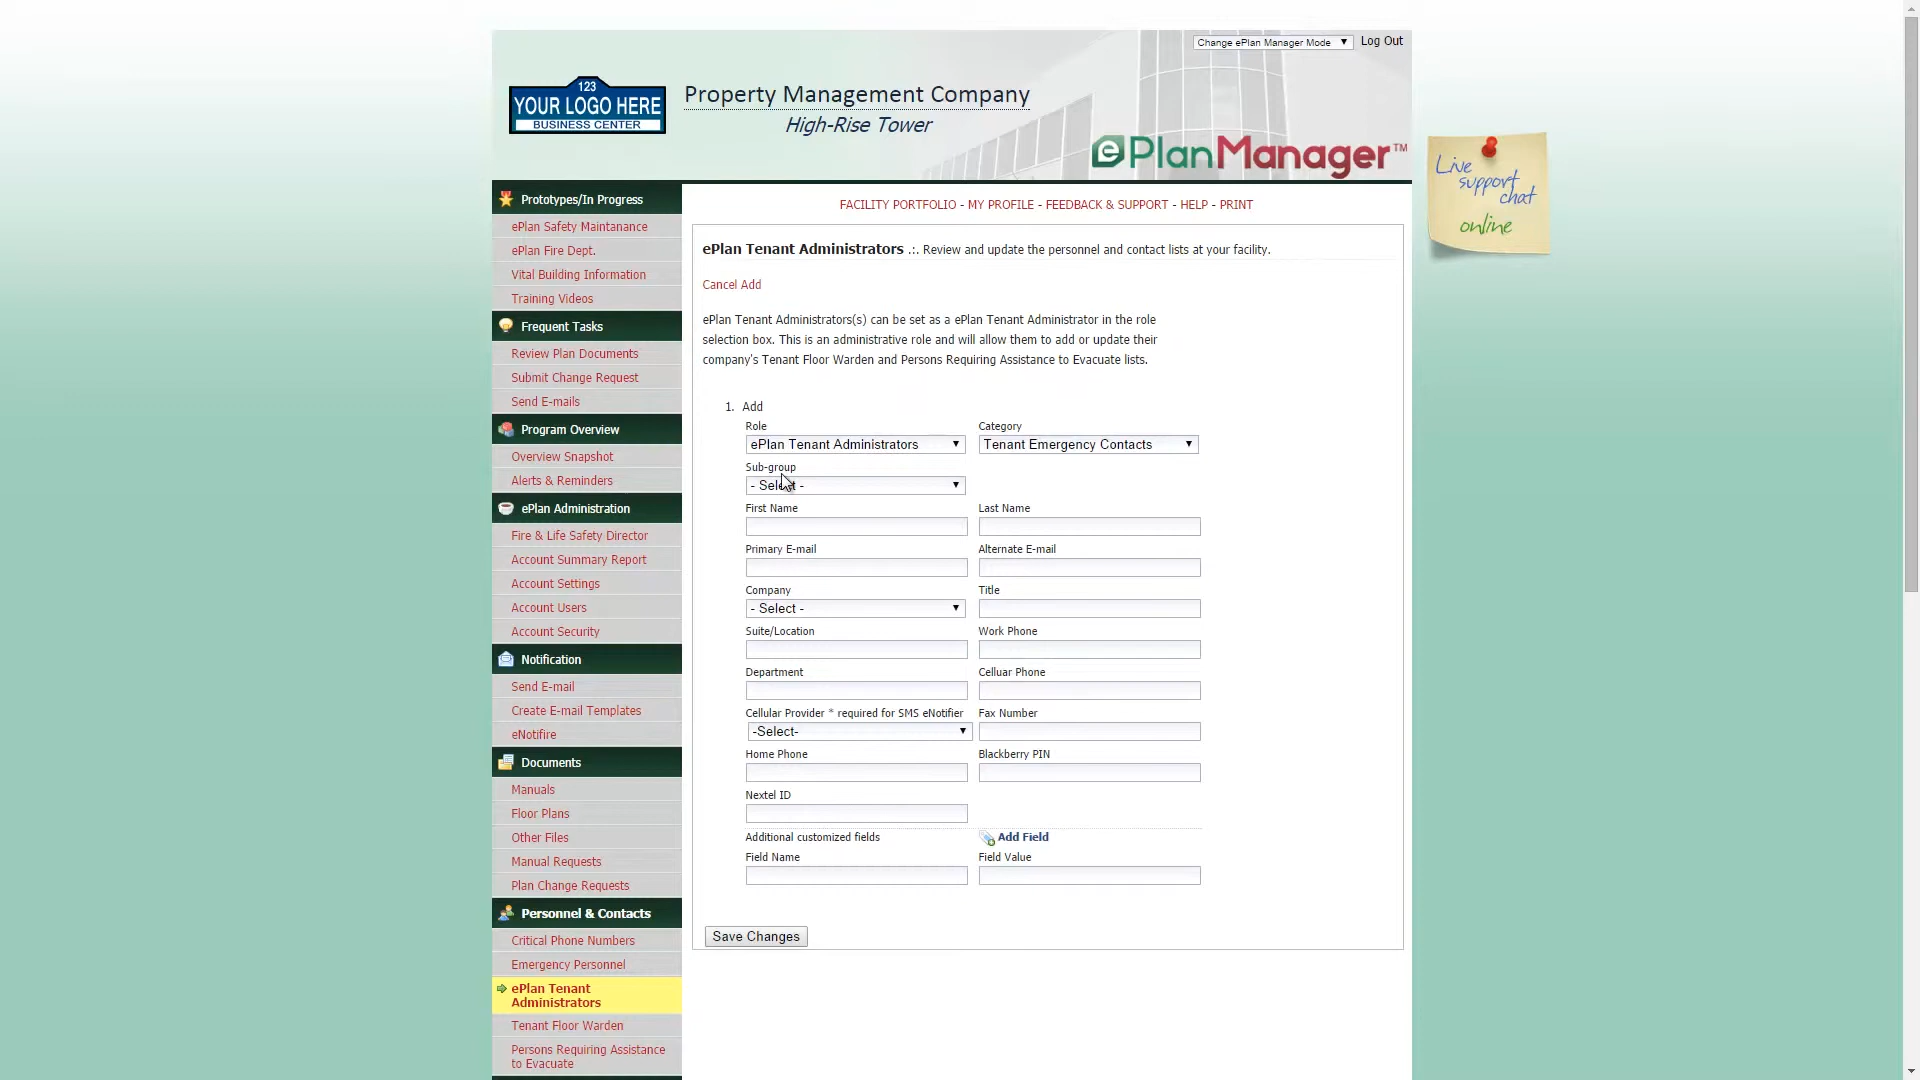 Change ePlan Manager Mode
Log Out
123
YOUR LOGO HERE
BUSINESS CENTER
Property Management Company
High-Rise Tower
ePlanManager™
Live
support
chat
online
Prototypes/In Progress
ePlan Safety Maintanance
ePlan Fire Dept.
Vital Building Information
Training Videos
Frequent Tasks
Review Plan Documents
Submit Change Request
Send E-mails
Program Overview
Overview Snapshot
Alerts & Reminders
ePlan Administration
Fire & Life Safety Director
Account Summary Report
Account Settings
Account Users
Account Security
Notification
Send E-mail
Create E-mail Templates
eNotifire
Documents
Manuals
Floor Plans
Other Files
Manual Requests
Plan Change Requests
Personnel & Contacts
Critical Phone Numbers
Emergency Personnel
ePlan Tenant
Administrators
Tenant Floor Warden
Persons Requiring Assistance
to Evacuate
FACILITY PORTFOLIO - MY PROFILE - FEEDBACK & SUPPORT - HELP - PRINT
ePlan Tenant Administrators .:. Review and update the personnel and contact lists at your facility.
Cancel Add
ePlan Tenant Administrators(s) can be set as a ePlan Tenant Administrator in the role
selection box. This is an administrative role and will allow them to add or update their
company's Tenant Floor Warden and Persons Requiring Assistance to Evacuate lists.
1. Add
Role Category
ePlan Tenant Administrators Tenant Emergency Contacts
Sub-group
- Select -
First Name Last Name
Primary E-mail Alternate E-mail
Company Title
- Select -
Suite/Location Work Phone
Department Celluar Phone
Cellular Provider * required for SMS eNotifier Fax Number
-Select-
Home Phone Blackberry PIN
Nextel ID
Additional customized fields Add Field
Field Name Field Value
Save Changes